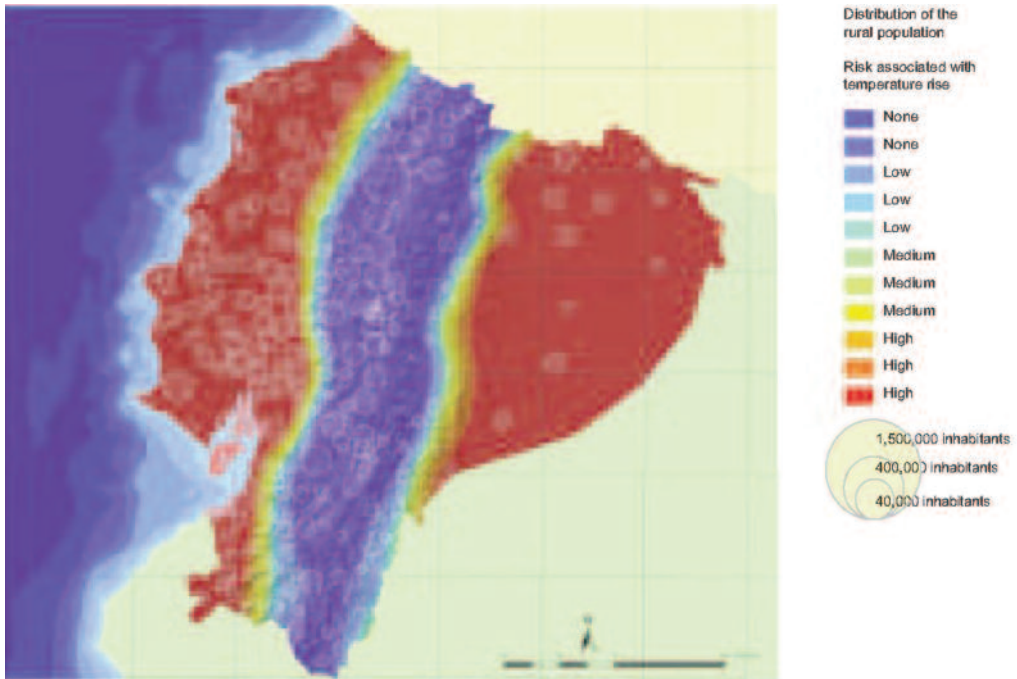 Distribution of the
rural population
Risk associated with
temperature rise
None
None
Low
Low
Low
Medium
Medium
Medium
High
High
High
1,500,000 inhabitants
400,000 inhabitants
40,000 inhabitants